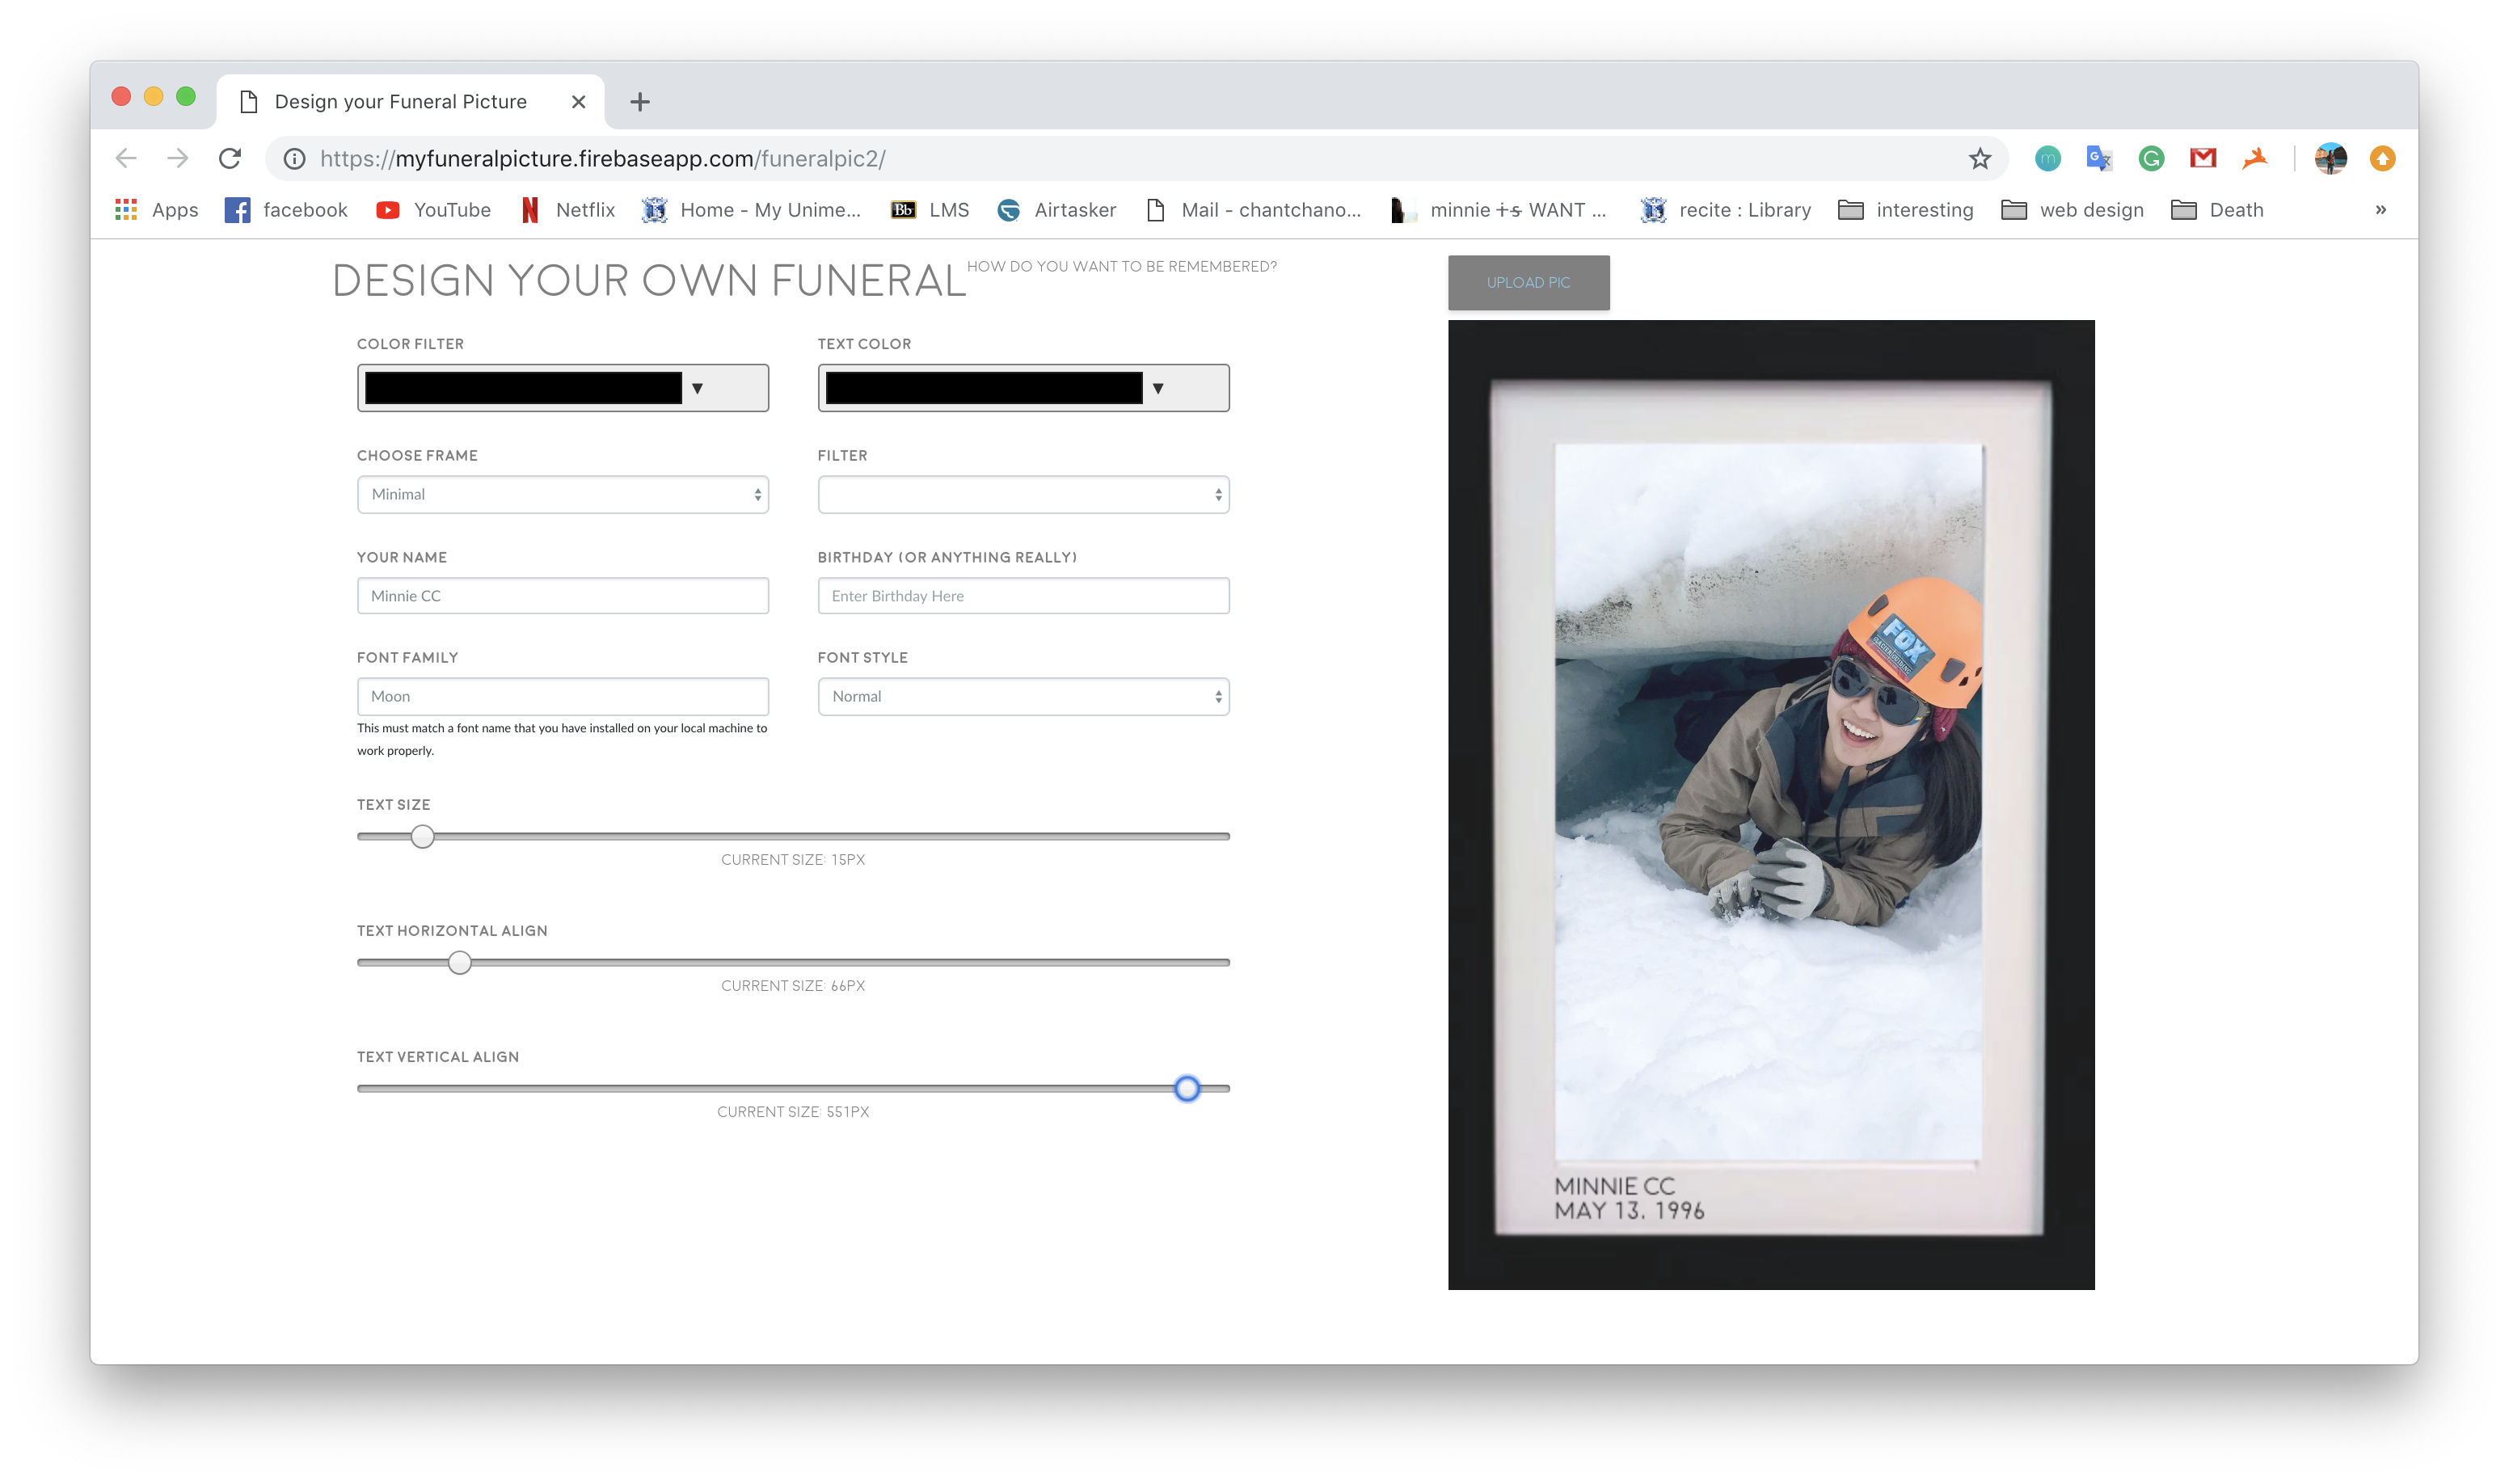 Design your Funeral Picture
https://myfuneralpicture.firebaseapp.com/funeralpic2/
m G G M
Apps facebook YouTube N Netflix Home - My Unime... Bb LMS Airtasker Mail - chantchano... minnie +s WANT ... recite : Library interesting web design Death »
DESIGN YOUR OWN FUNERAL HOW DO YOU WANT TO BE REMEMBERED?
UPLOAD PIC
COLOR FILTER TEXT COLOR
CHOOSE FRAME FILTER
Minimal
YOUR NAME BIRTHDAY (OR ANYTHING REALLY)
Minnie CC Enter Birthday Here
FONT FAMILY FONT STYLE
Moon Normal
This must match a font name that you have installed on your local machine to
work properly.
TEXT SIZE
CURRENT SIZE: 15PX
TEXT HORIZONTAL ALIGN
CURRENT SIZE: 66PX
TEXT VERTICAL ALIGN
CURRENT SIZE: 551PX
FOX
MINNIE CC
MAY 13, 1996